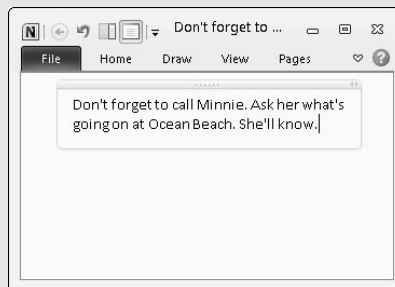 N Don't forget to ...
File Home Draw View Pages ?
Don't forget to call Minnie. Ask her what's
going on at Ocean Beach. She'll know.